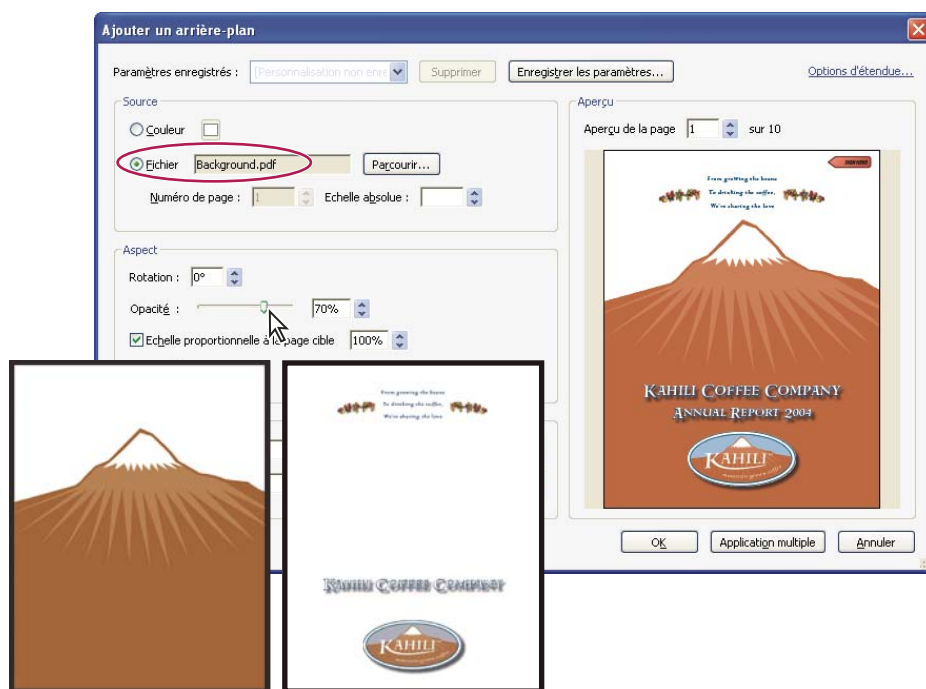 Ajouter un arrière-plan
Paramètres enregistrés : [Personnalisation non enre Supprimer Enregistrer les paramètres... Options d'étendue...
Source
Couleur
Fichier Background.pdf Parcourir...
Numéro de page : 1 Echelle absolue :
Aspect
Rotation : 0°
Opacité : 70%
Echelle proportionnelle à la page cible 100%
Aperçu
Aperçu de la page 1 sur 10
From growing the beans
To drinking the coffee,
We're sharing the love
KAHILI COFFEE COMPANY
ANNUAL REPORT 2004
KAHILI
OK Application multiple Annuler
From growing the beans
To drinking the coffee,
We're sharing the love
KAHILI COFFEE COMPANY
KAHILI